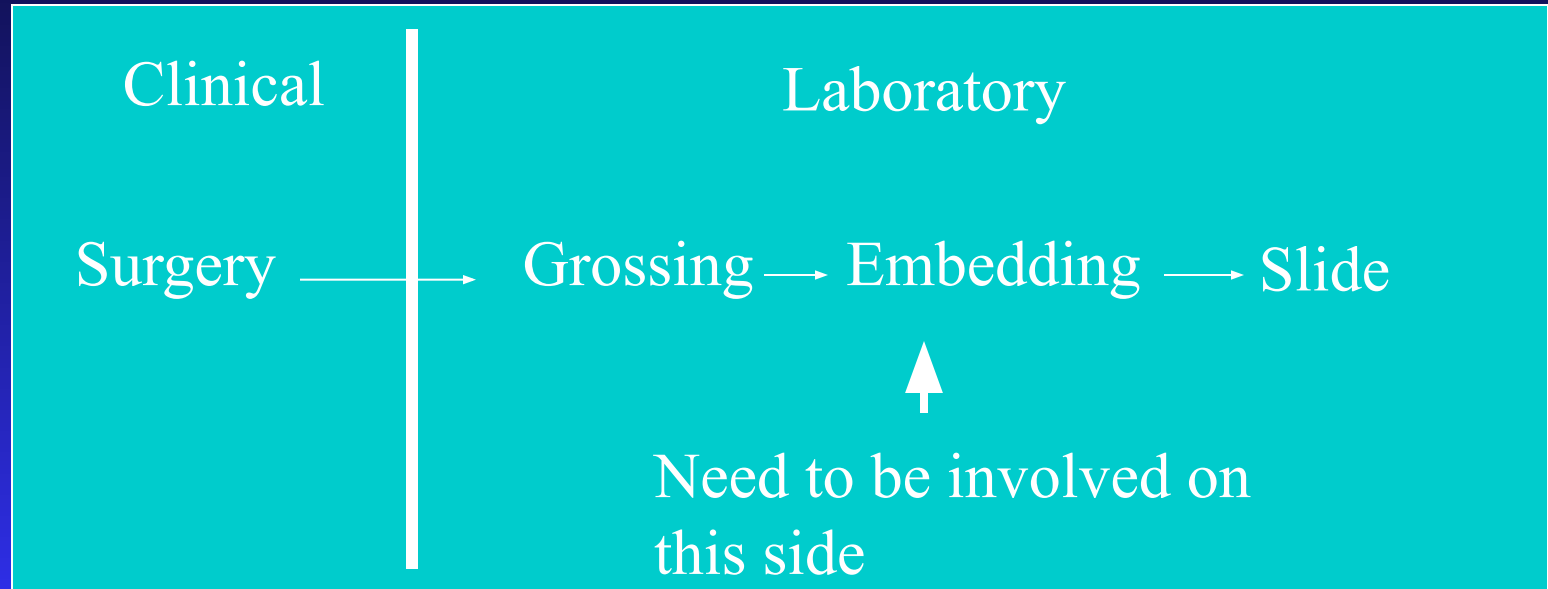 Clinical
Laboratory
Surgery
Grossing
Embedding
Slide
Need to be involved on
this side